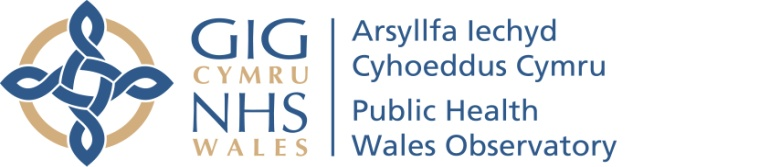 GIG
CYMRU
NHS
WALES
Arsyllfa Iechyd
Cyhoeddus Cymru
Public Health
Wales Observatory